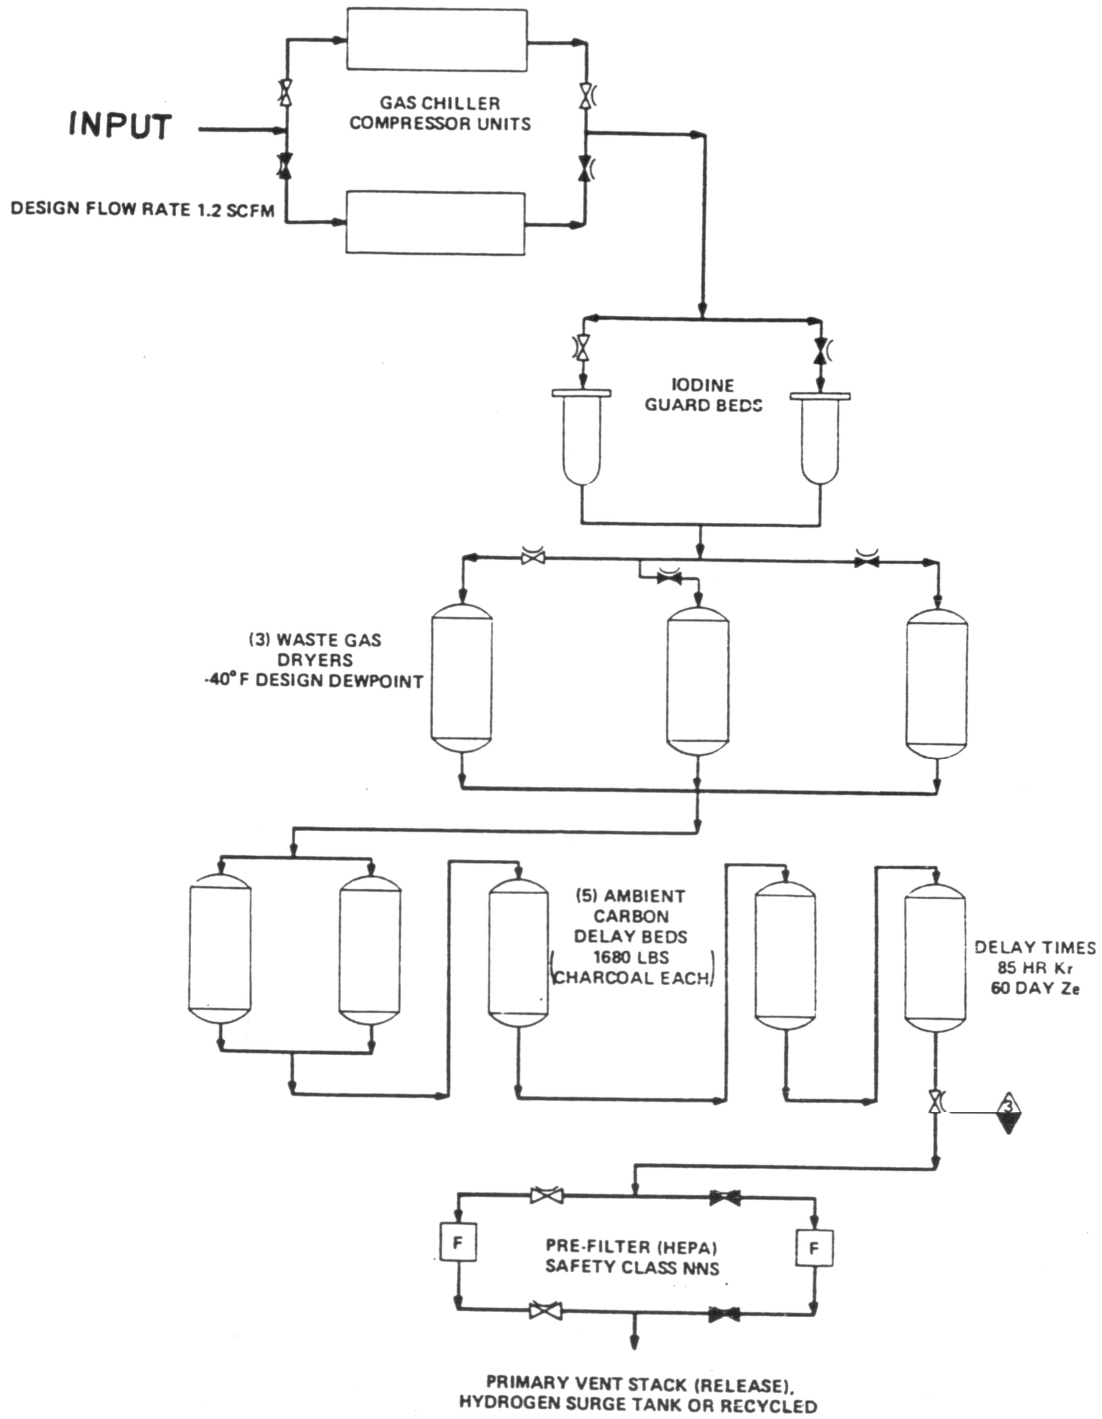 GAS CHILLER
COMPRESSOR UNITS
INPUT
DESIGN FLOW RATE 1.2 SCFM
IODINE
GUARD BEDS
(3) WASTE GAS
DRYERS
-40°F DESIGN DEWPOINT
(5) AMBIENT
CARBON
DELAY BEDS
(1680 LBS
CHARCOAL EACH)
DELAY TIMES
85 HR Kr
60 DAY Ze
3
F
PRE-FILTER (HEPA)
SAFETY CLASS NNS
F
PRIMARY VENT STACK (RELEASE),
HYDROGEN SURGE TANK OR RECYCLED